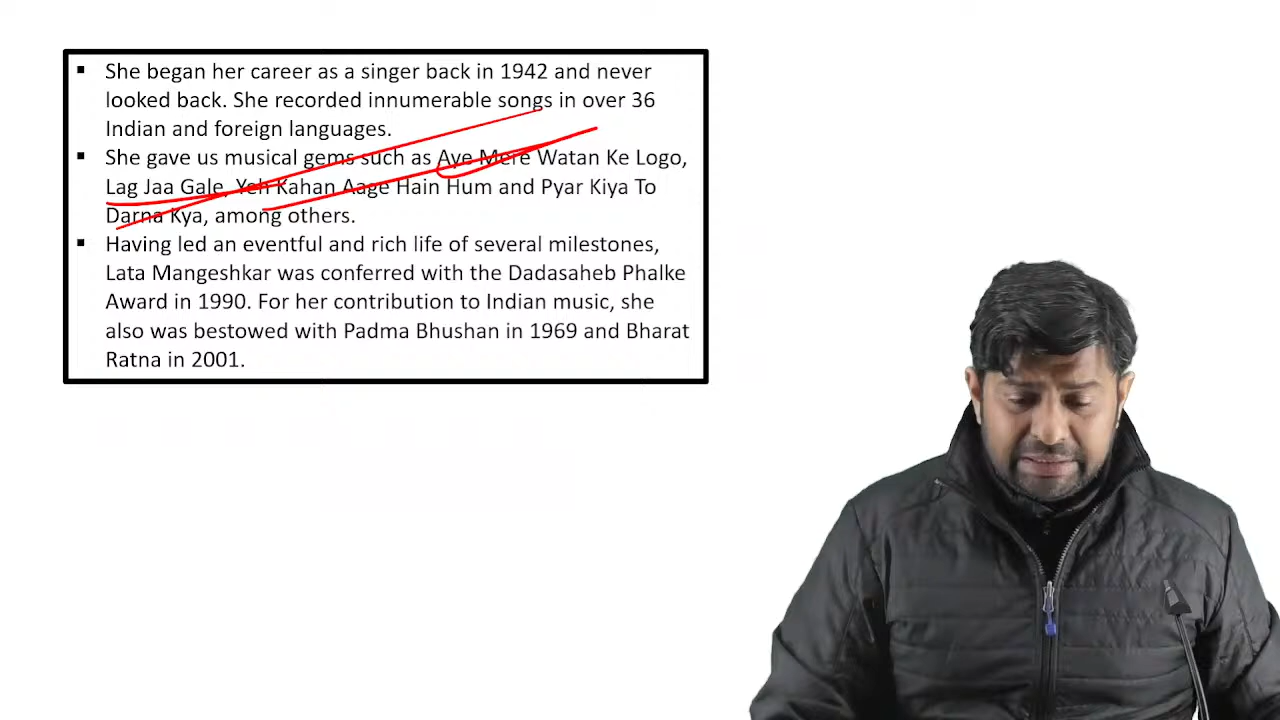 ▪ She began her career as a singer back in 1942 and never
looked back. She recorded innumerable songs in over 36
Indian and foreign languages.
▪ She gave us musical gems such as Aye Mere Watan Ke Logo,
Lag Jaa Gale, Yeh Kahan Aage Hain Hum and Pyar Kiya To
Darna Kya, among others.
▪ Having led an eventful and rich life of several milestones,
Lata Mangeshkar was conferred with the Dadasaheb Phalke
Award in 1990. For her contribution to Indian music, she
also was bestowed with Padma Bhushan in 1969 and Bharat
Ratna in 2001.